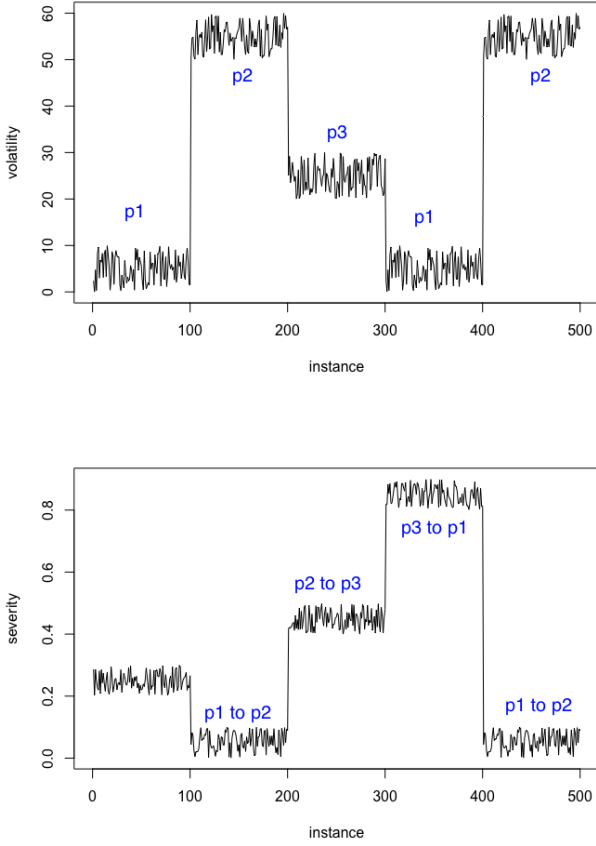 60
50
40
30
20
10
0
volatility
p1
p2
p3
p1
p2
0 100 200 300 400 500
instance
0.8
0.6
0.4
0.2
0.0
severity
p1 to p2
p2 to p3
p3 to p1
p1 to p2
0 100 200 300 400 500
instance